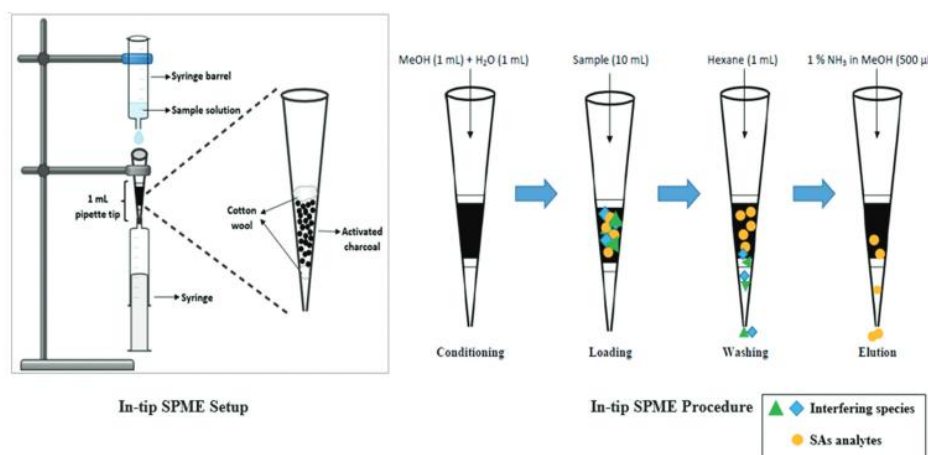 Syringe barrel
Sample solution
1 mL
pipette tip
Syringe
Cotton
wool
Activated
charcoal
In-tip SPME Setup
MeOH (1 mL) + H₂O (1 mL)
Sample (10 mL)
Hexane (1 mL)
1 % NH₃ in MeOH (500 µl
Conditioning
Loading
Washing
Elution
In-tip SPME Procedure
Interfering species
SAs analytes